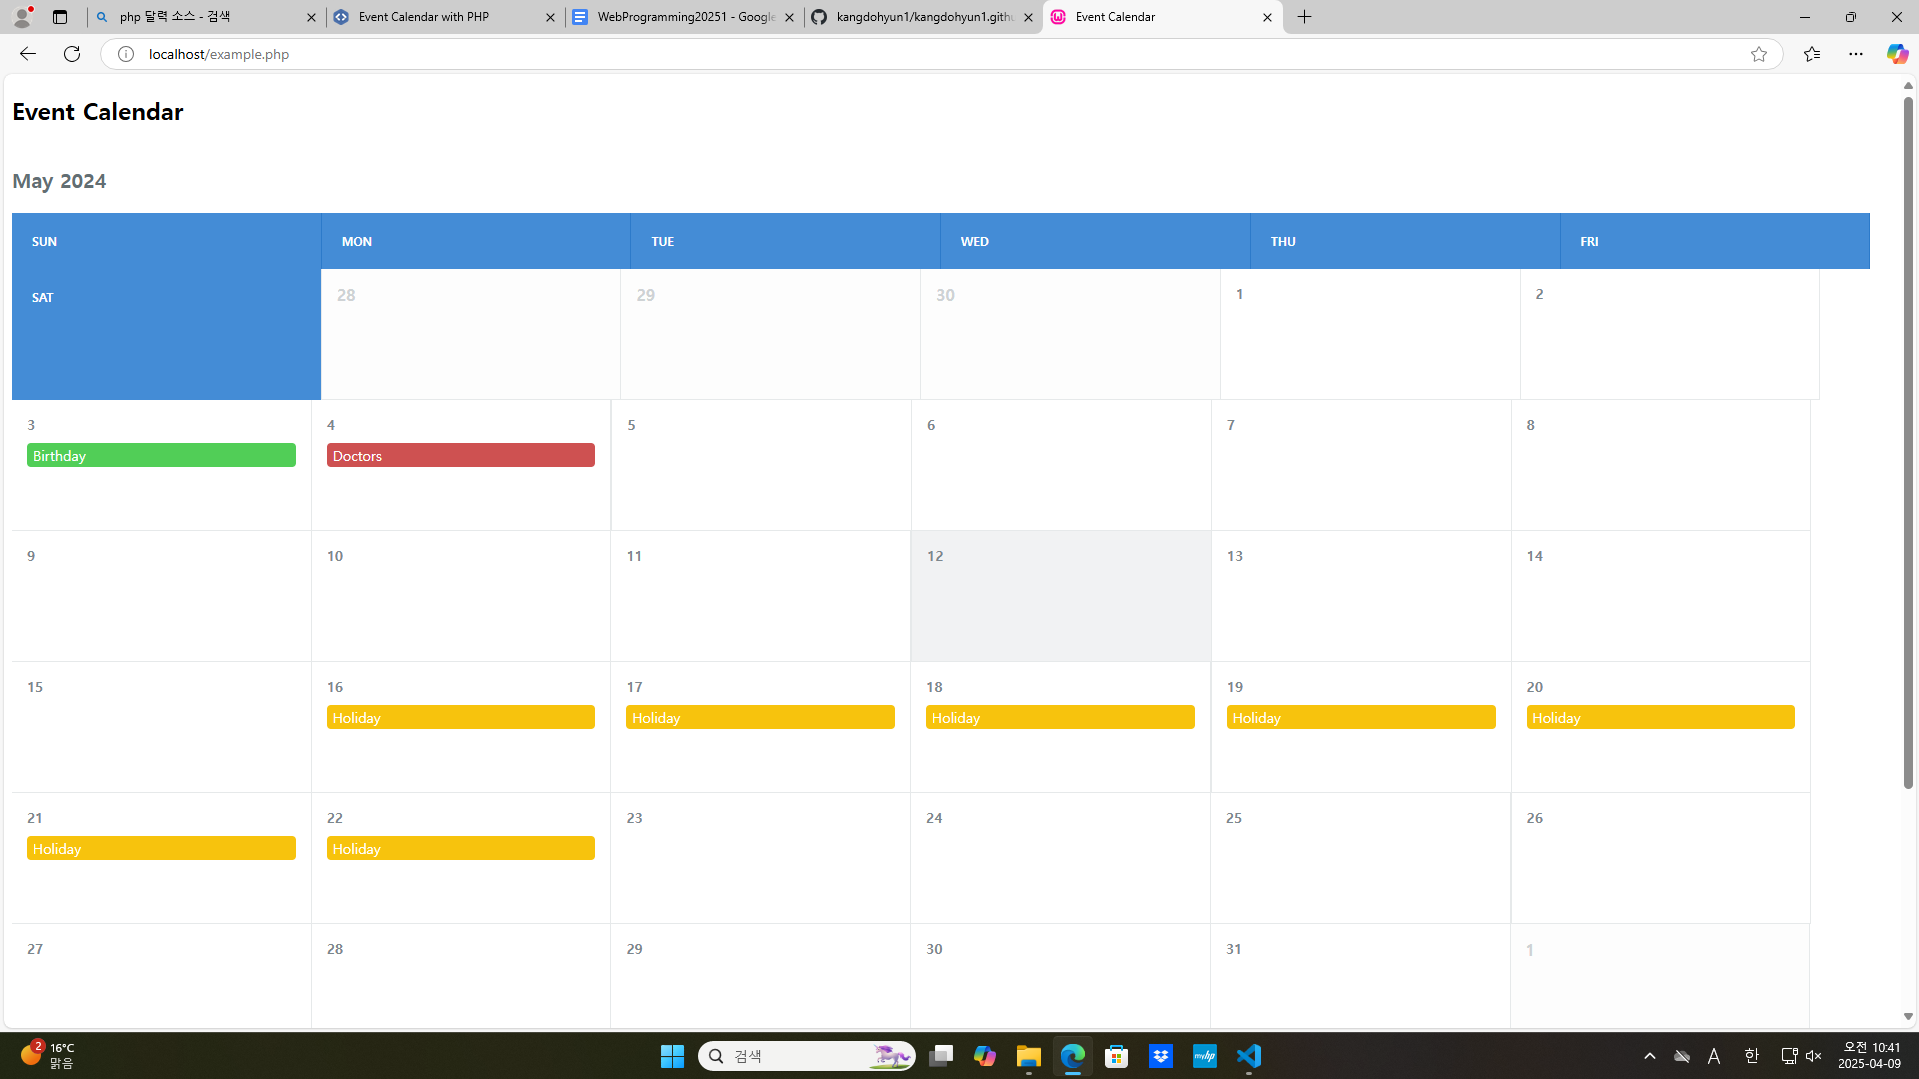 php 달력 소스 - 검색
Event Calendar with PHP
WebProgramming20251 - Google
kangdohyun1/kangdohyun1.githu
Event Calendar
localhost/example.php
Event Calendar
May 2024
SUN MON TUE WED THU FRI
SAT 28 29 30 1 2
3 4 5 6 7 8
Birthday Doctors
9 10 11 12 13 14
15 16 17 18 19 20
Holiday Holiday Holiday Holiday Holiday
21 22 23 24 25 26
Holiday Holiday
27 28 29 30 31 1
2
16°C
맑음
검색
myhp
A
한
오전 10:41
2025-04-09